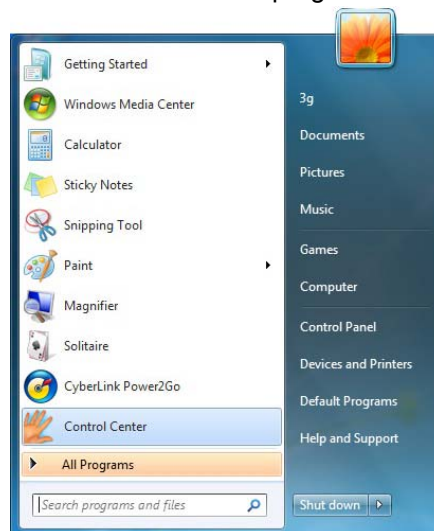 Getting Started
Windows Media Center
Calculator
Sticky Notes
Snipping Tool
Paint
Magnifier
Solitaire
CyberLink Power2Go
Control Center
All Programs
Search programs and files
3g
Documents
Pictures
Music
Games
Computer
Control Panel
Devices and Printers
Default Programs
Help and Support
Shut down